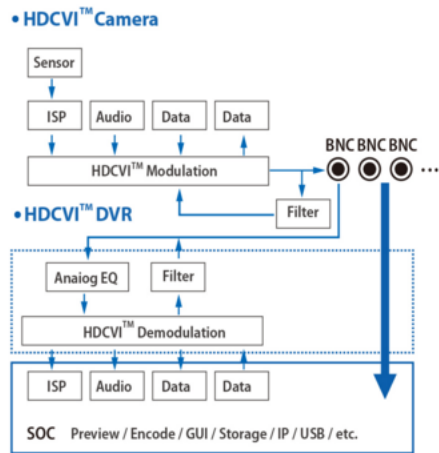 • HDCVI™ Camera
Sensor
ISP Audio Data Data
BNC BNC BNC
HDCVI™ Modulation
...
Filter
• HDCVI™ DVR
Anaiog EQ Filter
HDCVI™ Demodulation
ISP Audio Data Data
SOC Preview / Encode / GUI / Storage / IP / USB / etc.